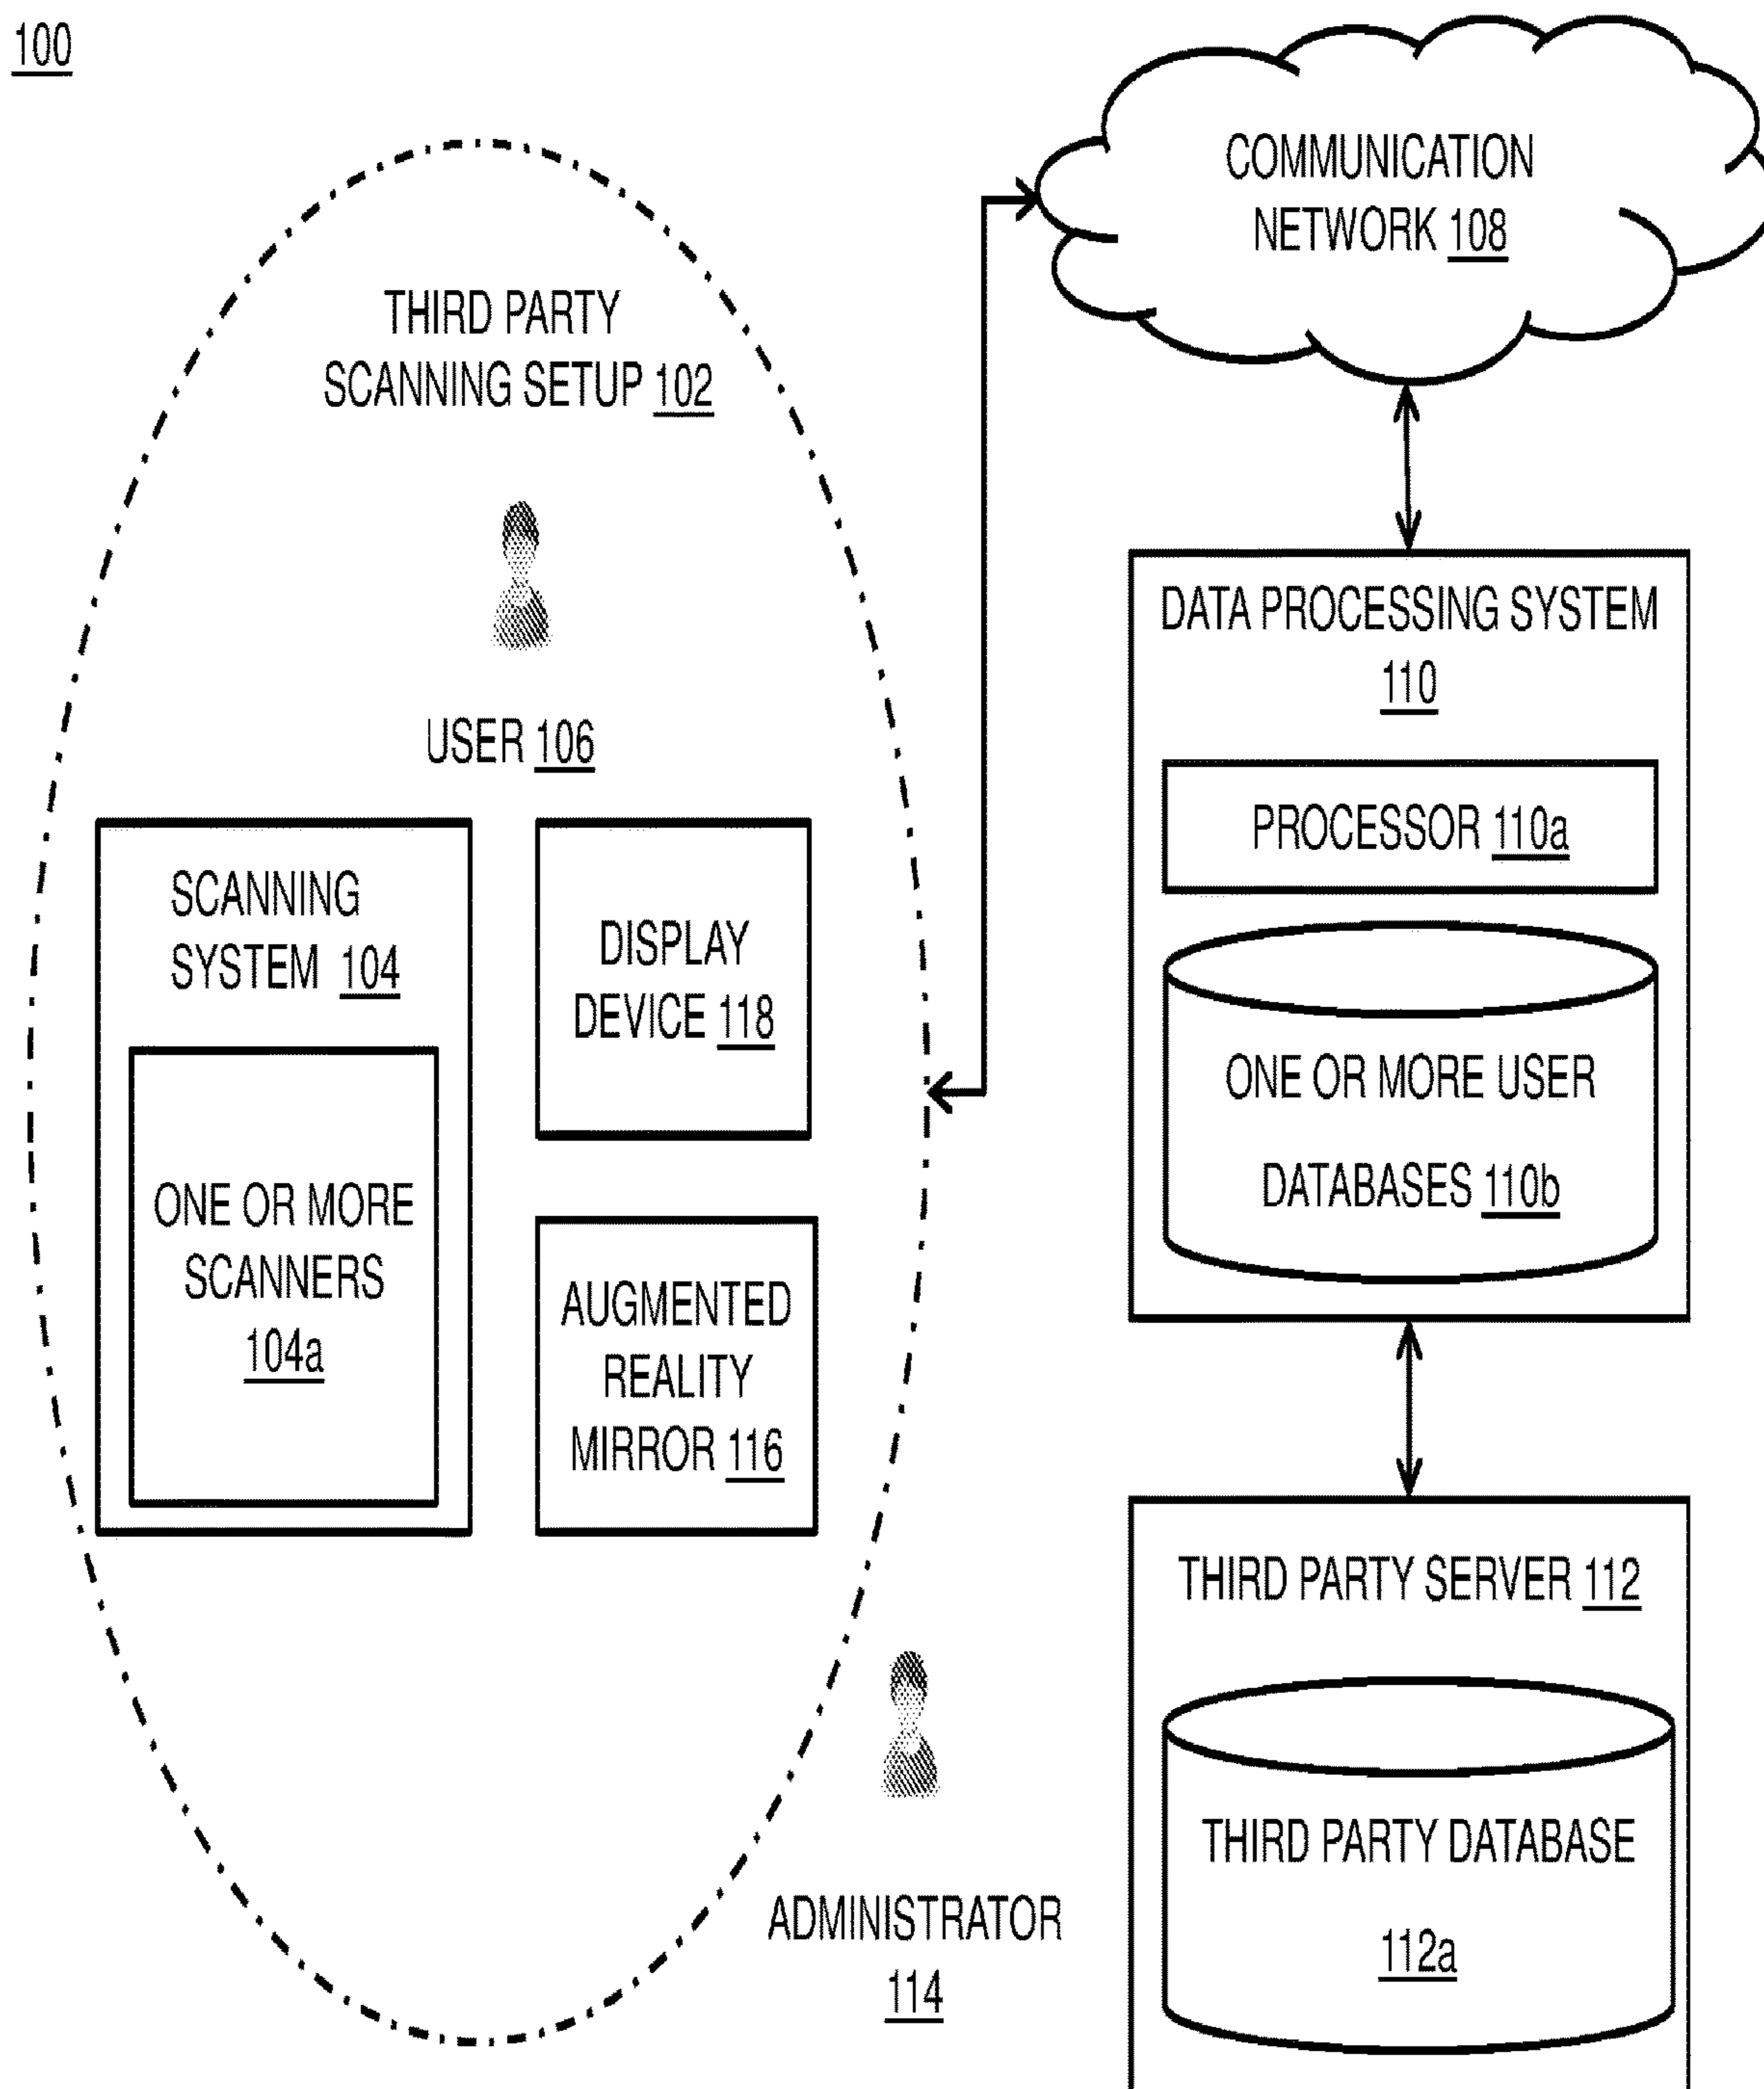 100
COMMUNICATION
NETWORK 108
THIRD PARTY
SCANNING SETUP 102
USER 106
SCANNING
SYSTEM 104
ONE OR MORE
SCANNERS
104a
DISPLAY
DEVICE 118
AUGMENTED
REALITY
MIRROR 116
DATA PROCESSING SYSTEM
110
PROCESSOR 110a
ONE OR MORE USER
DATABASES 110b
THIRD PARTY SERVER 112
THIRD PARTY DATABASE
112a
ADMINISTRATOR
114